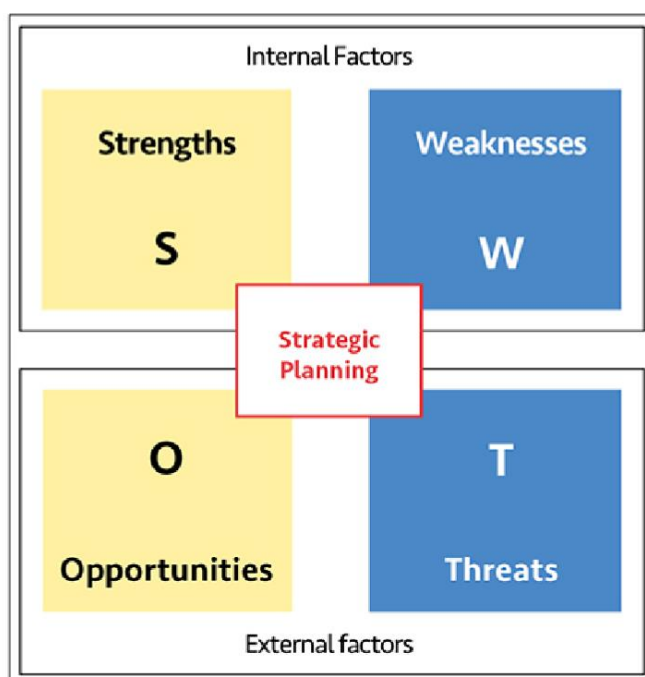 Internal Factors
Strengths
Weaknesses
S
W
Strategic
Planning
O
T
Opportunities
Threats
External factors